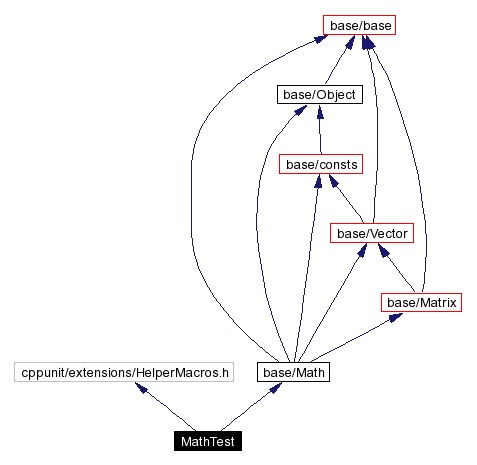 base/base
base/Object
base/consts
base/Vector
base/Matrix
cppunit/extensions/HelperMacros.h
base/Math
MathTest